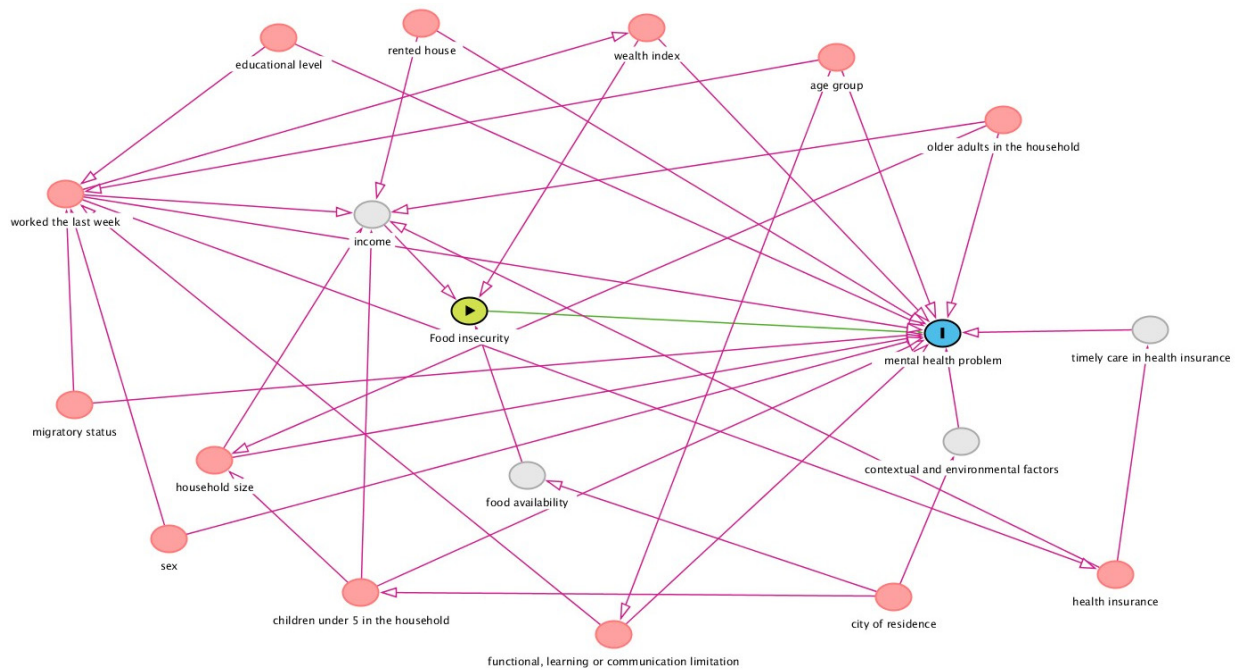 educational level
rented house
wealth index
age group
older adults in the household
worked the last week
income
Food insecurity
mental health problem
timely care in health insurance
migratory status
household size
food availability
contextual and environmental factors
sex
children under 5 in the household
functional, learning or communication limitation
city of residence
health insurance